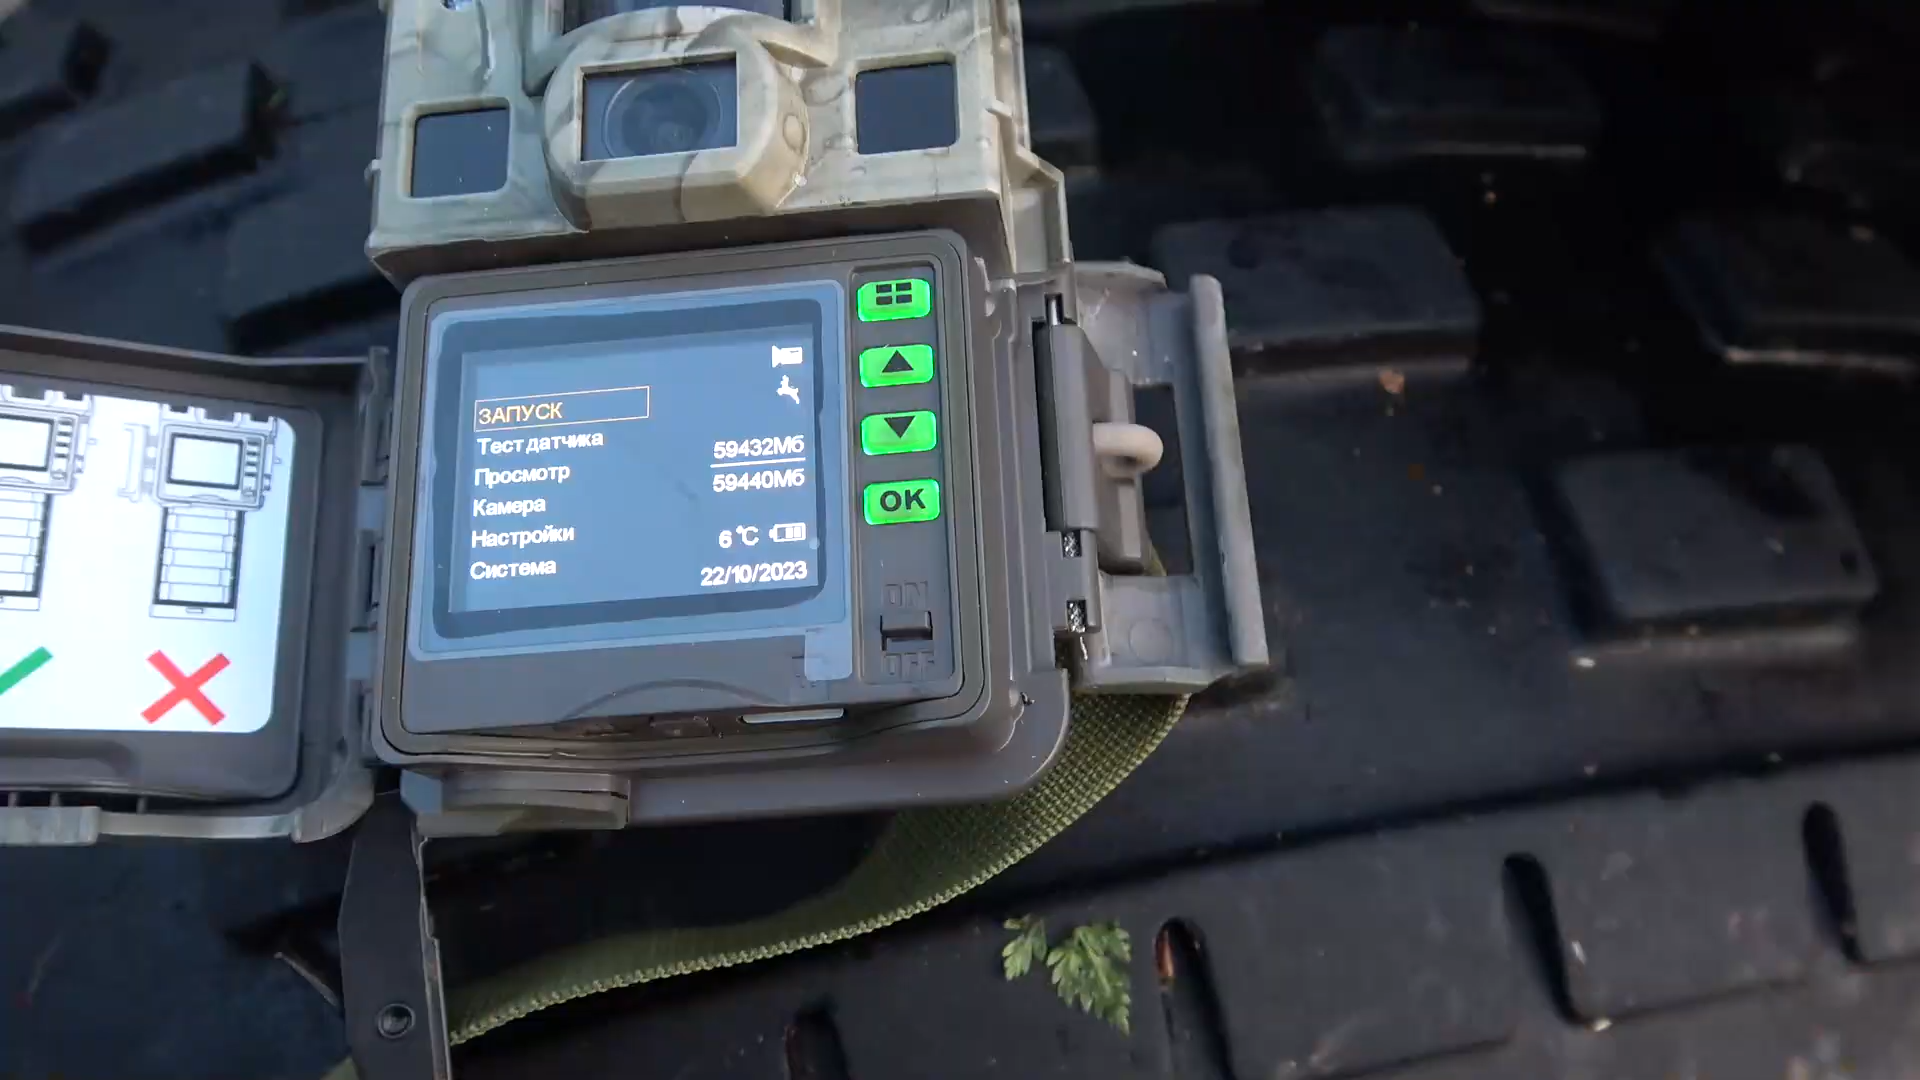 ЗАПУСК
Тест датчика
Просмотр
Камера
Настройки
Система
59432Мб
59440Мб
6 °C
22/10/2023
OK
ON
OFF